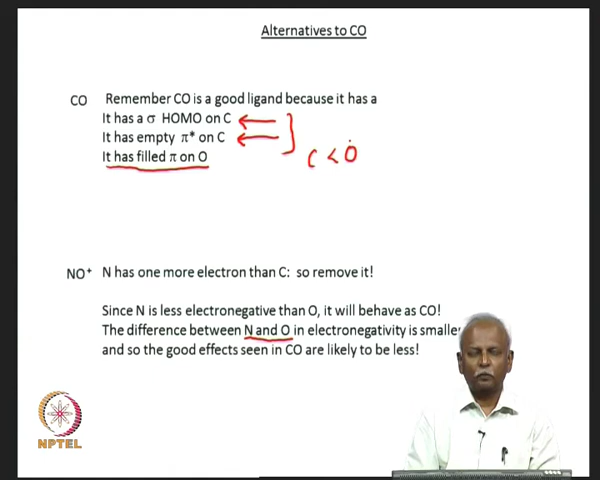 Alternatives to CO
CO Remember CO is a good ligand because it has a
It has a σ HOMO on C
It has empty π* on C
It has filled π on O
C < O
NO⁺ N has one more electron than C: so remove it!
Since N is less electronegative than O, it will behave as CO!
The difference between N and O in electronegativity is smalle
and so the good effects seen in CO are likely to be less!
NPTEL